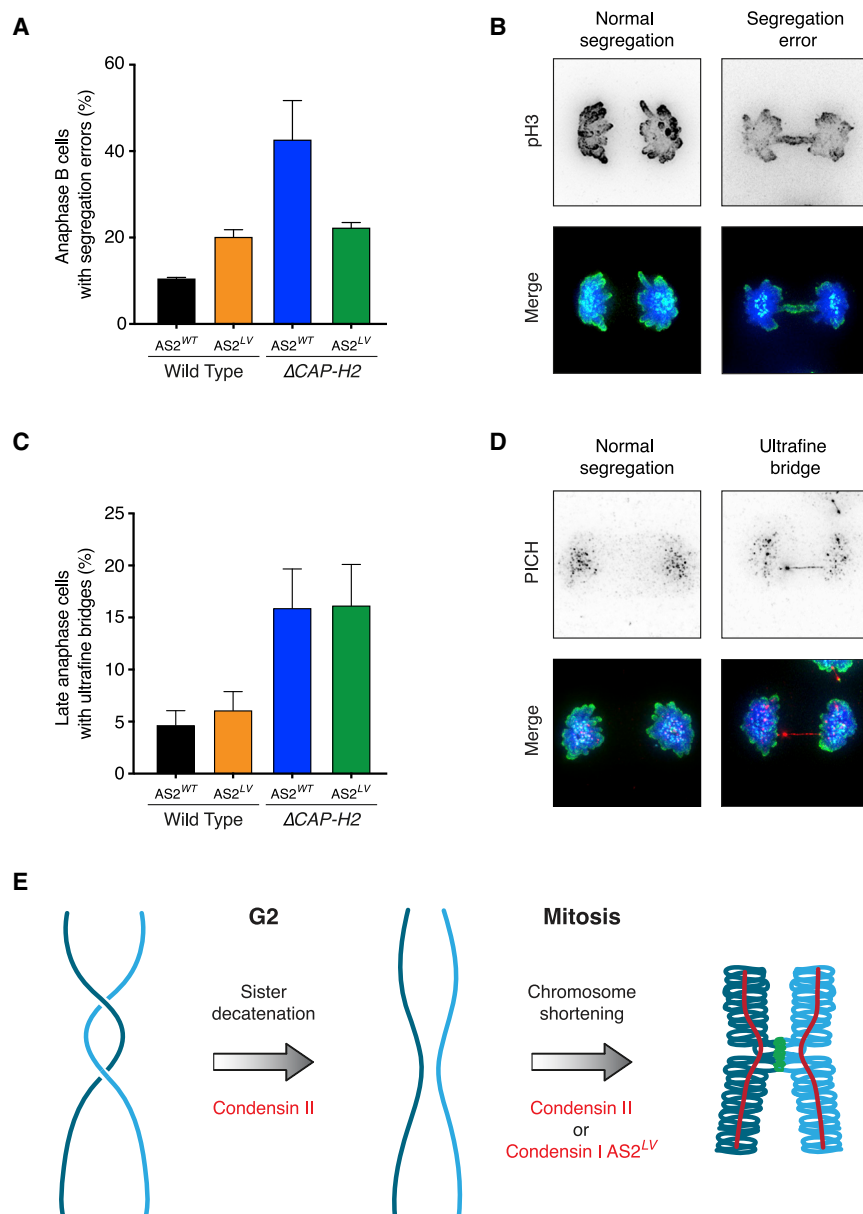 A
Anaphase B cells
with segregation errors (%)
60
40
20
0
AS2WT AS2LV AS2WT AS2LV
Wild Type ΔCAP-H2
B
Normal
segregation
Segregation
error
pH3
Merge
C
Late anaphase cells
with ultrafine bridges (%)
25
20
15
10
5
0
AS2WT AS2LV AS2WT AS2LV
Wild Type ΔCAP-H2
D
Normal
segregation
Ultrafine
bridge
PICH
Merge
E
G2
Sister
decatenation
Condensin II
Mitosis
Chromosome
shortening
Condensin II
or
Condensin I AS2LV